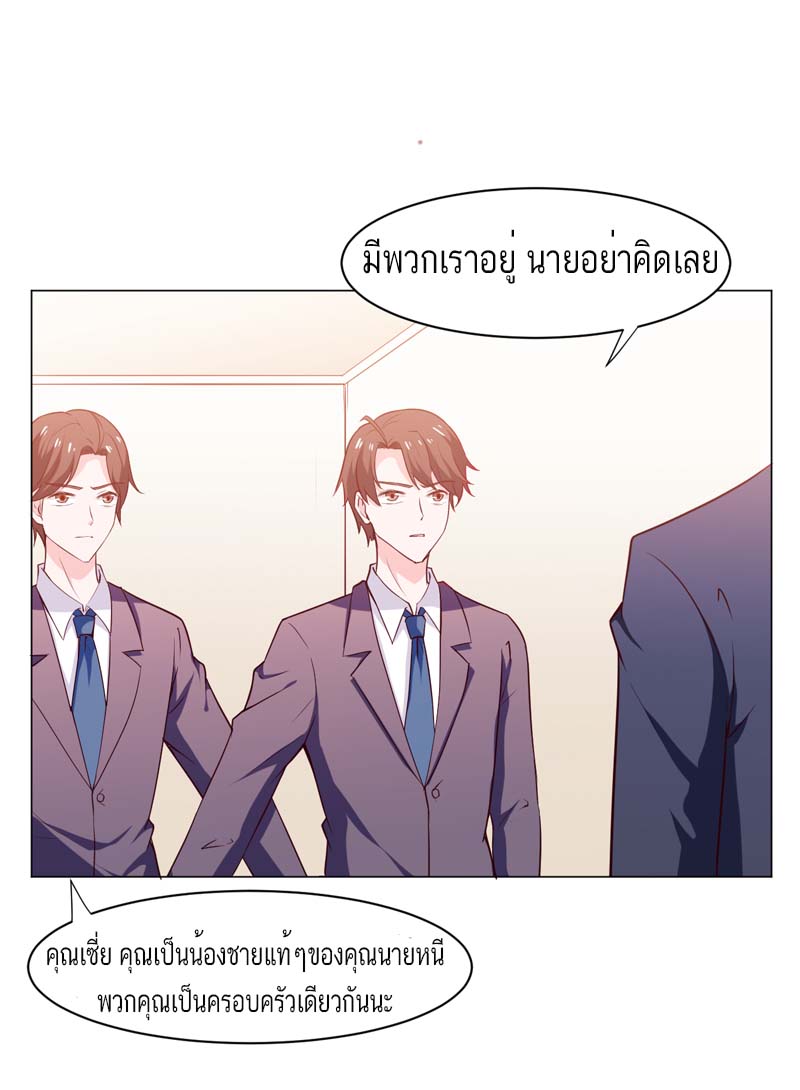 มีพวกเราอยู่ นายอย่าคิดเลย
คุณเซี่ย คุณเป็นน้องชายแท้ๆของคุณนายหนี
พวกคุณเป็นครอบครัวเดียวกันนะ